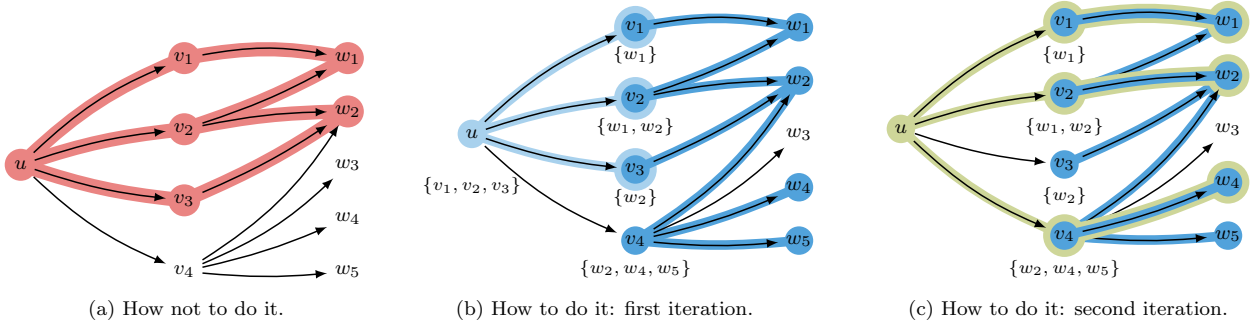 u
v₁
v₂
v₃
v₄
w₁
w₂
w₃
w₄
w₅
(a) How not to do it.
u
{v₁, v₂, v₃}
v₁
{w₁}
v₂
{w₁, w₂}
v₃
{w₂}
v₄
{w₂, w₄, w₅}
w₁
w₂
w₃
w₄
w₅
(b) How to do it: first iteration.
u
v₁
{w₁}
v₂
{w₁, w₂}
v₃
{w₂}
v₄
{w₂, w₄, w₅}
w₁
w₂
w₃
w₄
w₅
(c) How to do it: second iteration.